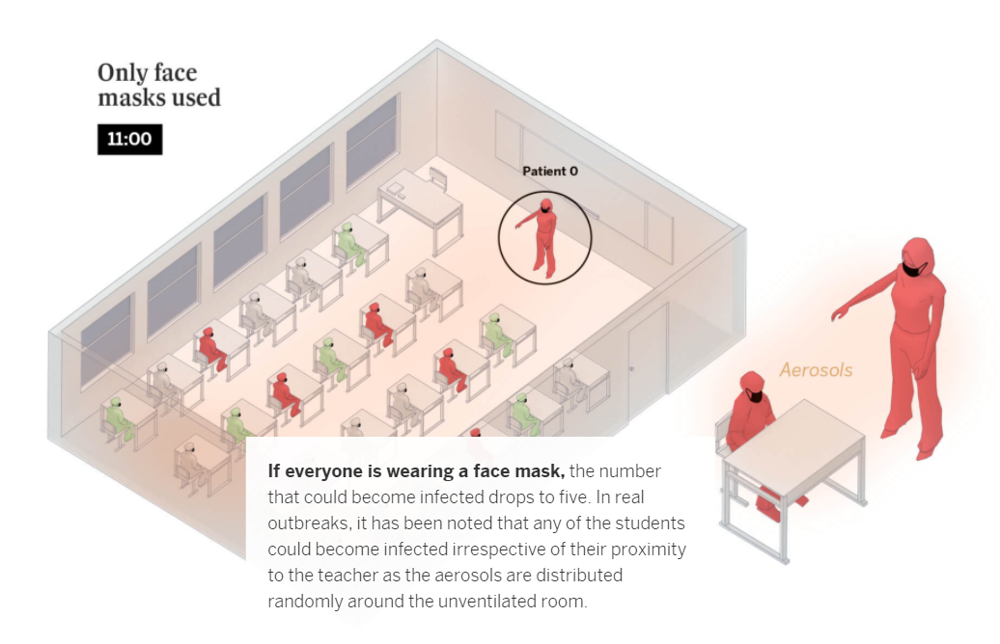 Only face
masks used
11:00
Patient 0
Aerosols
If everyone is wearing a face mask, the number
that could become infected drops to five. In real
outbreaks, it has been noted that any of the students
could become infected irrespective of their proximity
to the teacher as the aerosols are distributed
randomly around the unventilated room.